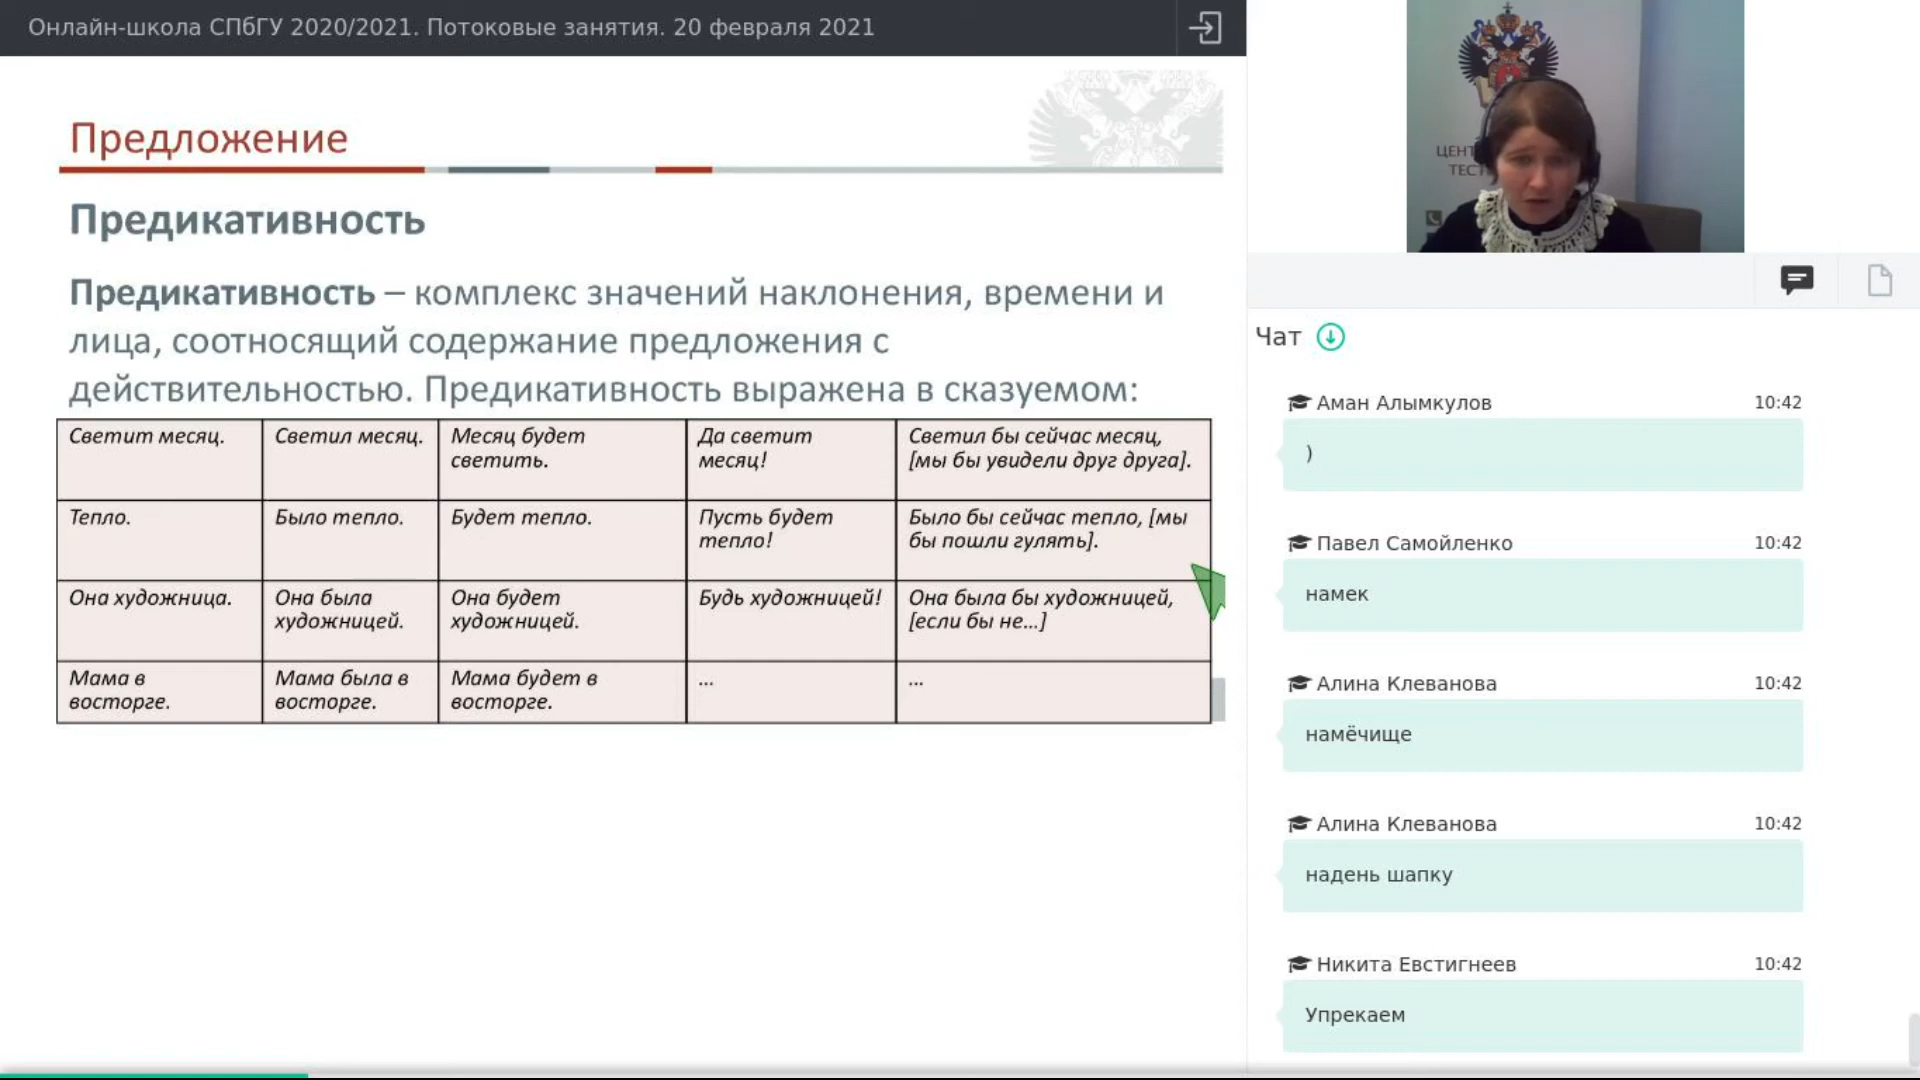 Онлайн-школа СПбГУ 2020/2021. Потоковые занятия. 20 февраля 2021
Предложение
Предикативность
Предикативность – комплекс значений наклонения, времени и
лица, соотносящий содержание предложения с
действительностью. Предикативность выражена в сказуемом:
Светит месяц.
Светил месяц.
Месяц будет
светить.
Да светит
месяц!
Светил бы сейчас месяц,
[мы бы увидели друг друга].
Тепло.
Было тепло.
Будет тепло.
Пусть будет
тепло!
Было бы сейчас тепло, [мы
бы пошли гулять].
Она художница.
Она была
художницей.
Она будет
художницей.
Будь художницей!
Она была бы художницей,
[если бы не...]
Мама в
восторге.
Мама была в
восторге.
Мама будет в
восторге.
...
...
Чат
Аман Алымкулов 10:42
)
Павел Самойленко 10:42
намек
Алина Клеванова 10:42
намёчище
Алина Клеванова 10:42
надень шапку
Никита Евстигнеев 10:42
Упрекаем